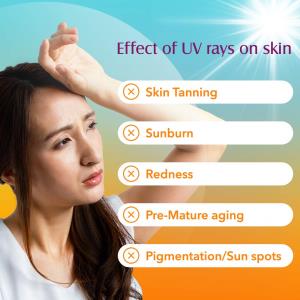 Effect of UV rays on skin
Skin Tanning
Sunburn
Redness
Pre-Mature aging
Pigmentation/Sun spots